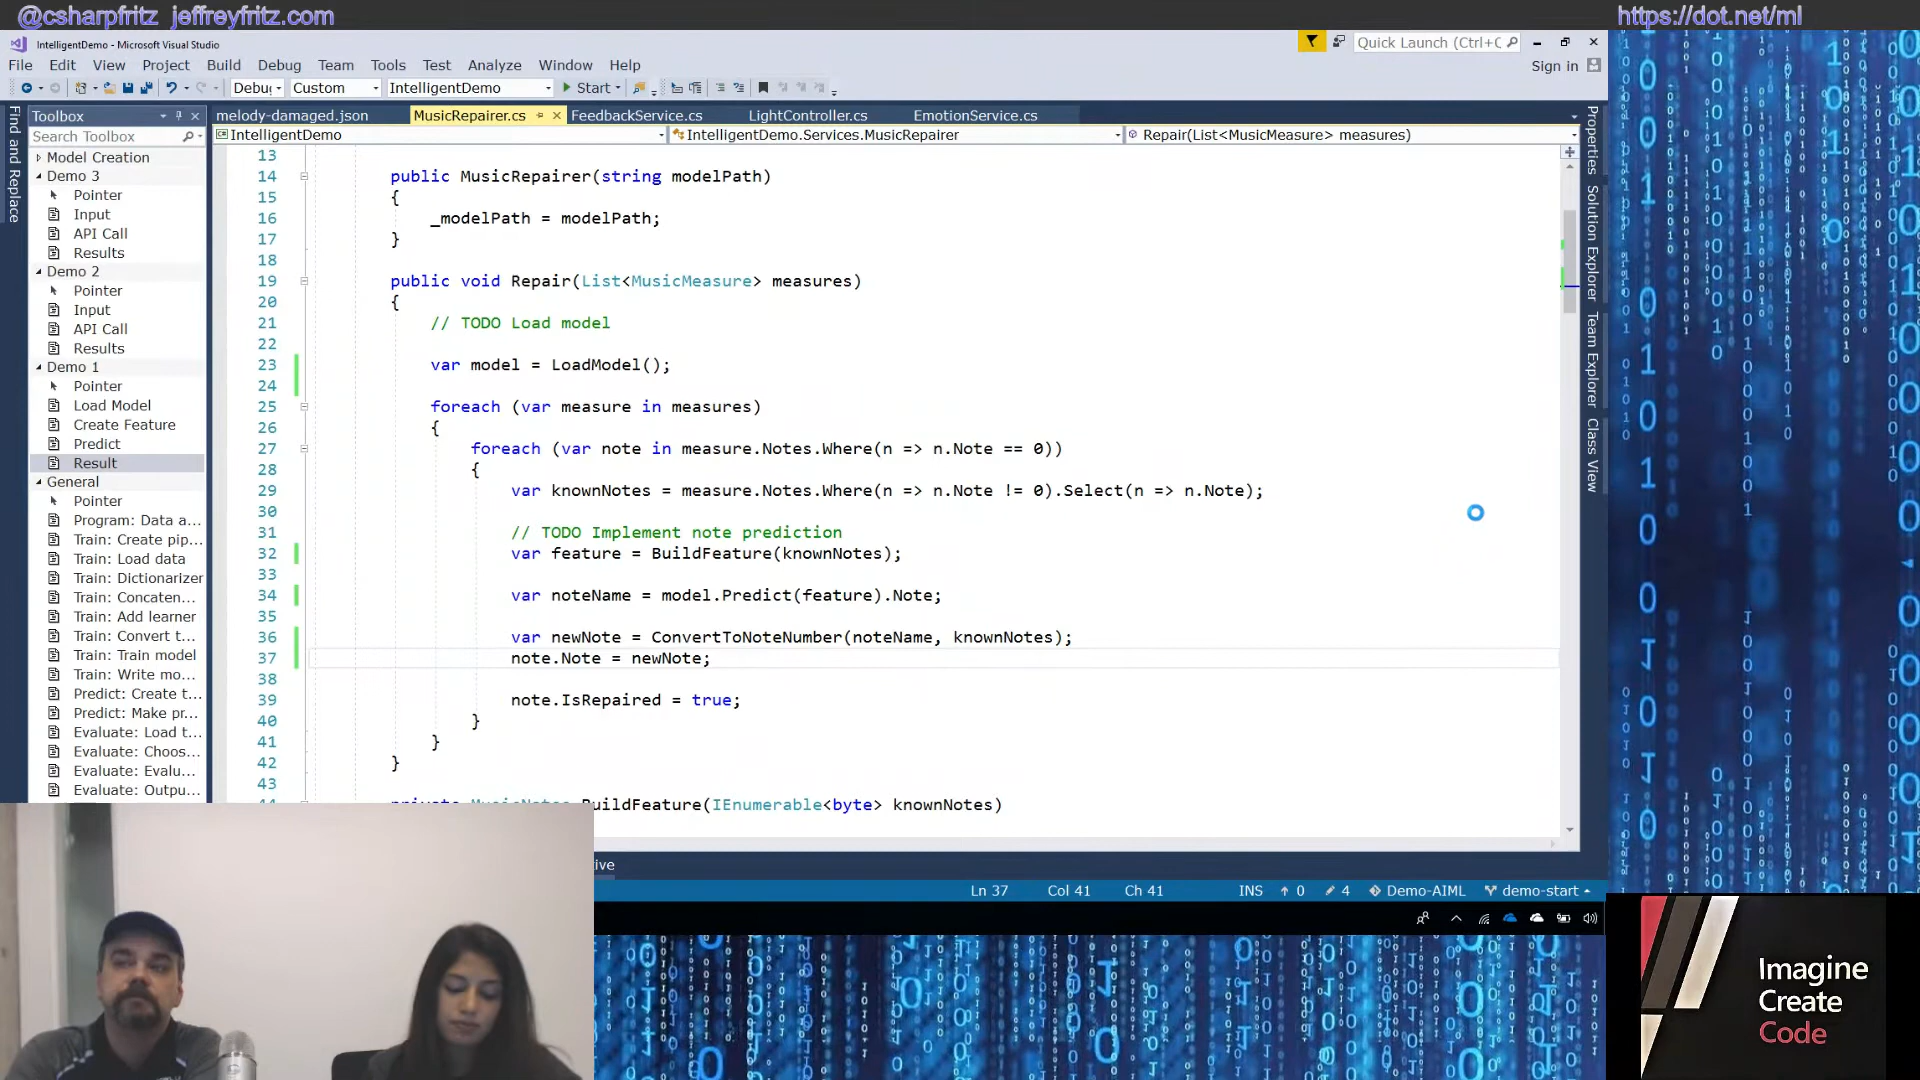 @csharpfritz jeffreyfritz.com
https://dot.net/ml
IntelligentDemo - Microsoft Visual Studio
Quick Launch (Ctrl+Q
File Edit View Project Build Debug Team Tools Test Analyze Window Help
Sign in
Debu Custom IntelligentDemo Start
Find and Replace
Toolbox
Search Toolbox
Model Creation
Demo 3
Pointer
Input
API Call
Results
Demo 2
Pointer
Input
API Call
Results
Demo 1
Pointer
Load Model
Create Feature
Predict
Result
General
Pointer
Program: Data a...
Train: Create pip...
Train: Load data
Train: Dictionarizer
Train: Concaten...
Train: Add learner
Train: Convert t...
Train: Train model
Train: Write mo...
Predict: Create t...
Predict: Make pr...
Evaluate: Load t...
Evaluate: Choos...
Evaluate: Evalu...
Evaluate: Outpu...
melody-damaged.json MusicRepairer.cs FeedbackService.cs LightController.cs EmotionService.cs
IntelligentDemo IntelligentDemo.Services.MusicRepairer Repair(List<MusicMeasure> measures)
13
14 public MusicRepairer(string modelPath)
15 {
16 _modelPath = modelPath;
17 }
18
19 public void Repair(List<MusicMeasure> measures)
20 {
21 // TODO Load model
22
23 var model = LoadModel();
24
25 foreach (var measure in measures)
26 {
27 foreach (var note in measure.Notes.Where(n => n.Note == 0))
28 {
29 var knownNotes = measure.Notes.Where(n => n.Note != 0).Select(n => n.Note);
30
31 // TODO Implement note prediction
32 var feature = BuildFeature(knownNotes);
33
34 var noteName = model.Predict(feature).Note;
35
36 var newNote = ConvertToNoteNumber(noteName, knownNotes);
37 note.Note = newNote;
38
39 note.IsRepaired = true;
40 }
41 }
42 }
43
44 private MusicNotes BuildFeature(IEnumerable<byte> knownNotes)
Properties
Solution Explorer
Team Explorer
Class View
Ln 37 Col 41 Ch 41 INS 0 4 Demo-AIML demo-start
Imagine
Create
Code